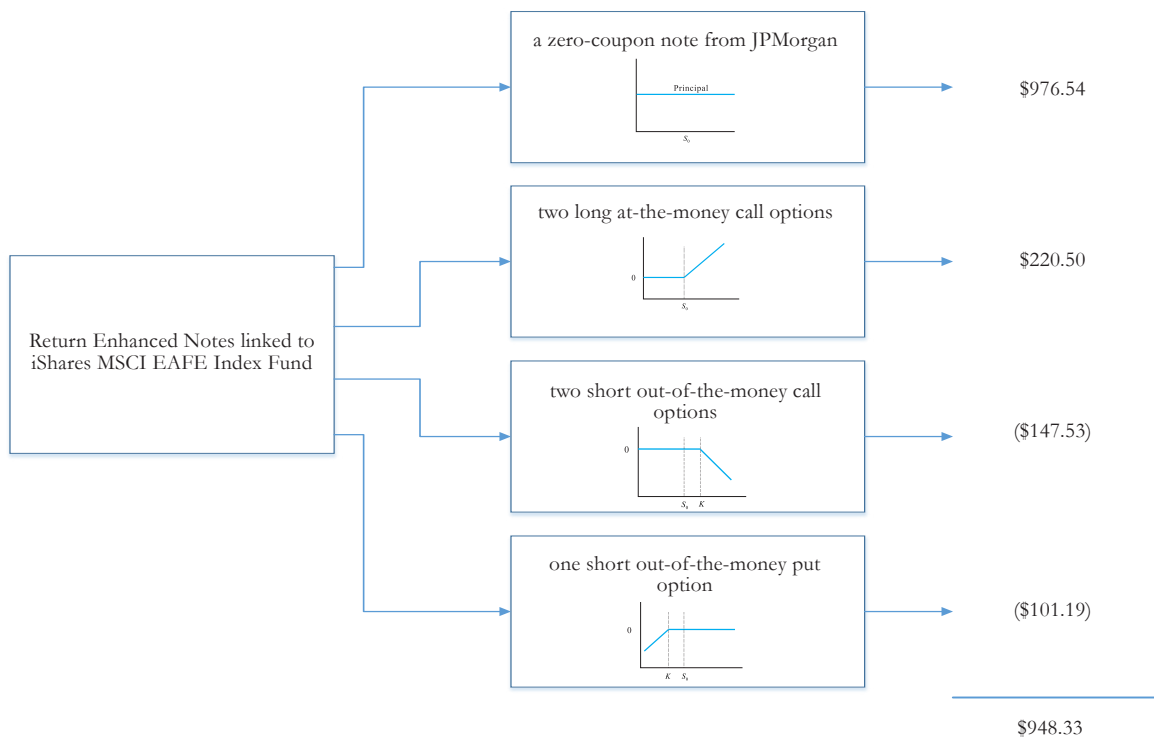 a zero-coupon note from JPMorgan
Principal
S₀
$976.54
two long at-the-money call options
0
S₀
$220.50
Return Enhanced Notes linked to
iShares MSCI EAFE Index Fund
two short out-of-the-money call
options
0
S₀ K
($147.53)
one short out-of-the-money put
option
0
K S₀
($101.19)
$948.33